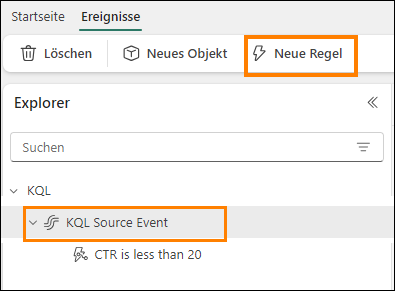 Startseite Ereignisse
Löschen Neues Objekt Neue Regel
Explorer
Suchen
KQL
KQL Source Event
CTR is less than 20